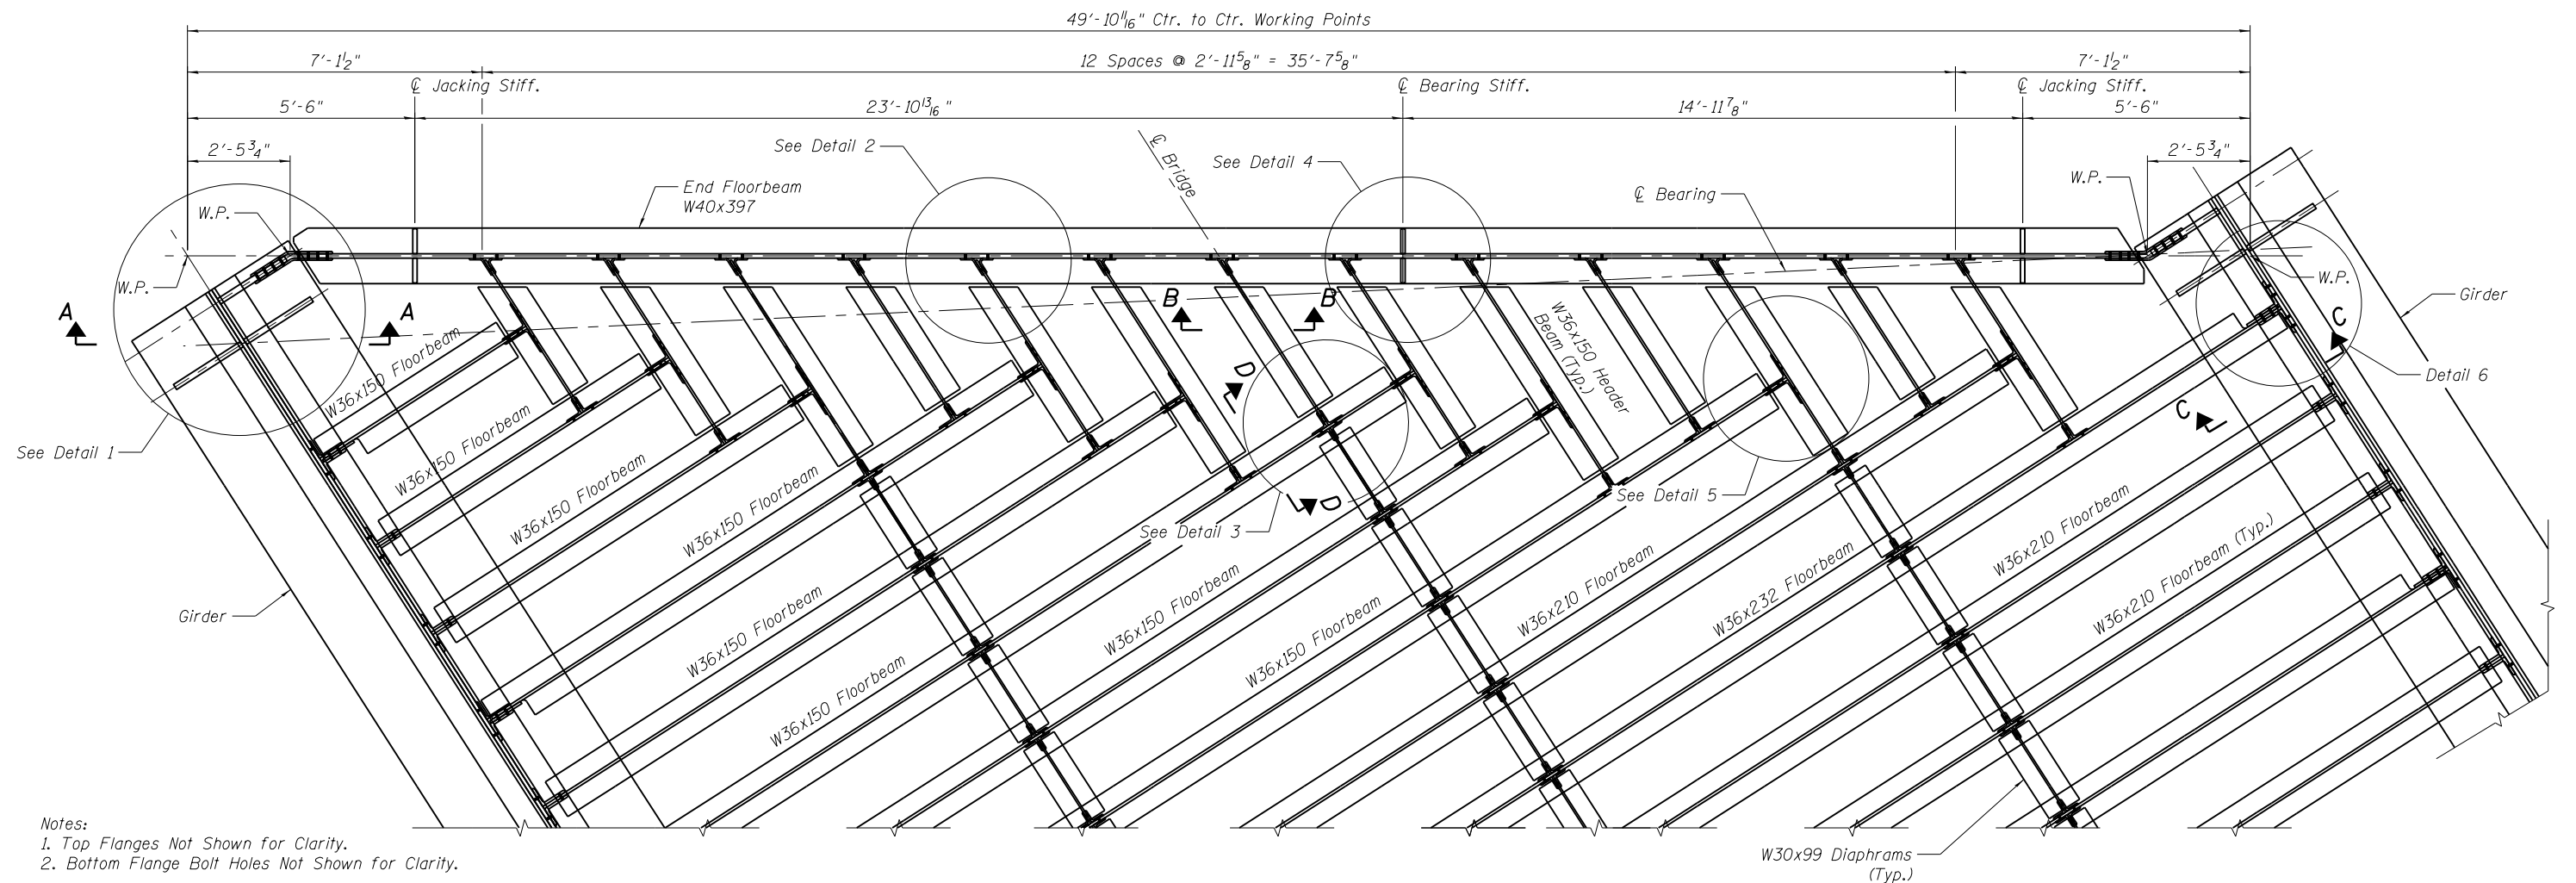 49'-10 11/16" Ctr. to Ctr. Working Points
7'-1 1/2"
12 Spaces @ 2'-11 5/8" = 35'-7 5/8"
7'-1 1/2"
℄ Jacking Stiff.
℄ Bearing Stiff.
℄ Jacking Stiff.
5'-6"
23'-10 13/16"
14'-11 7/8"
5'-6"
2'-5 3/4"
See Detail 2
℄ Bridge
See Detail 4
2'-5 3/4"
W.P.
End Floorbeam
W40x397
℄ Bearing
W.P.
W.P.
W.P.
Girder
A
A
B
B
C
W36x150 Floorbeam
W36x150 Header
Beam (Typ.)
D
Detail 6
C
See Detail 1
W36x150 Floorbeam
W36x150 Floorbeam
W36x150 Floorbeam
See Detail 5
D
See Detail 3
W36x210 Floorbeam
W36x210 Floorbeam (Typ.)
W36x232 Floorbeam
W36x210 Floorbeam
W36x150 Floorbeam
W36x150 Floorbeam
W36x150 Floorbeam
W36x150 Floorbeam
Girder
Notes:
1. Top Flanges Not Shown for Clarity.
2. Bottom Flange Bolt Holes Not Shown for Clarity.
W30x99 Diaphrams
(Typ.)